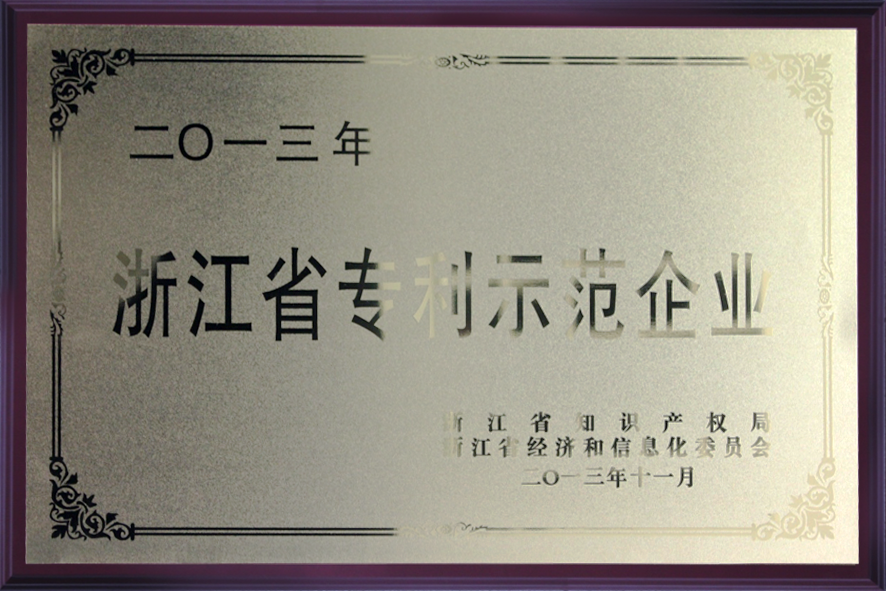 二〇一三年
浙江省专利示范企业
浙江省知识产权局
浙江省经济和信息化委员会
二〇一三年十一月